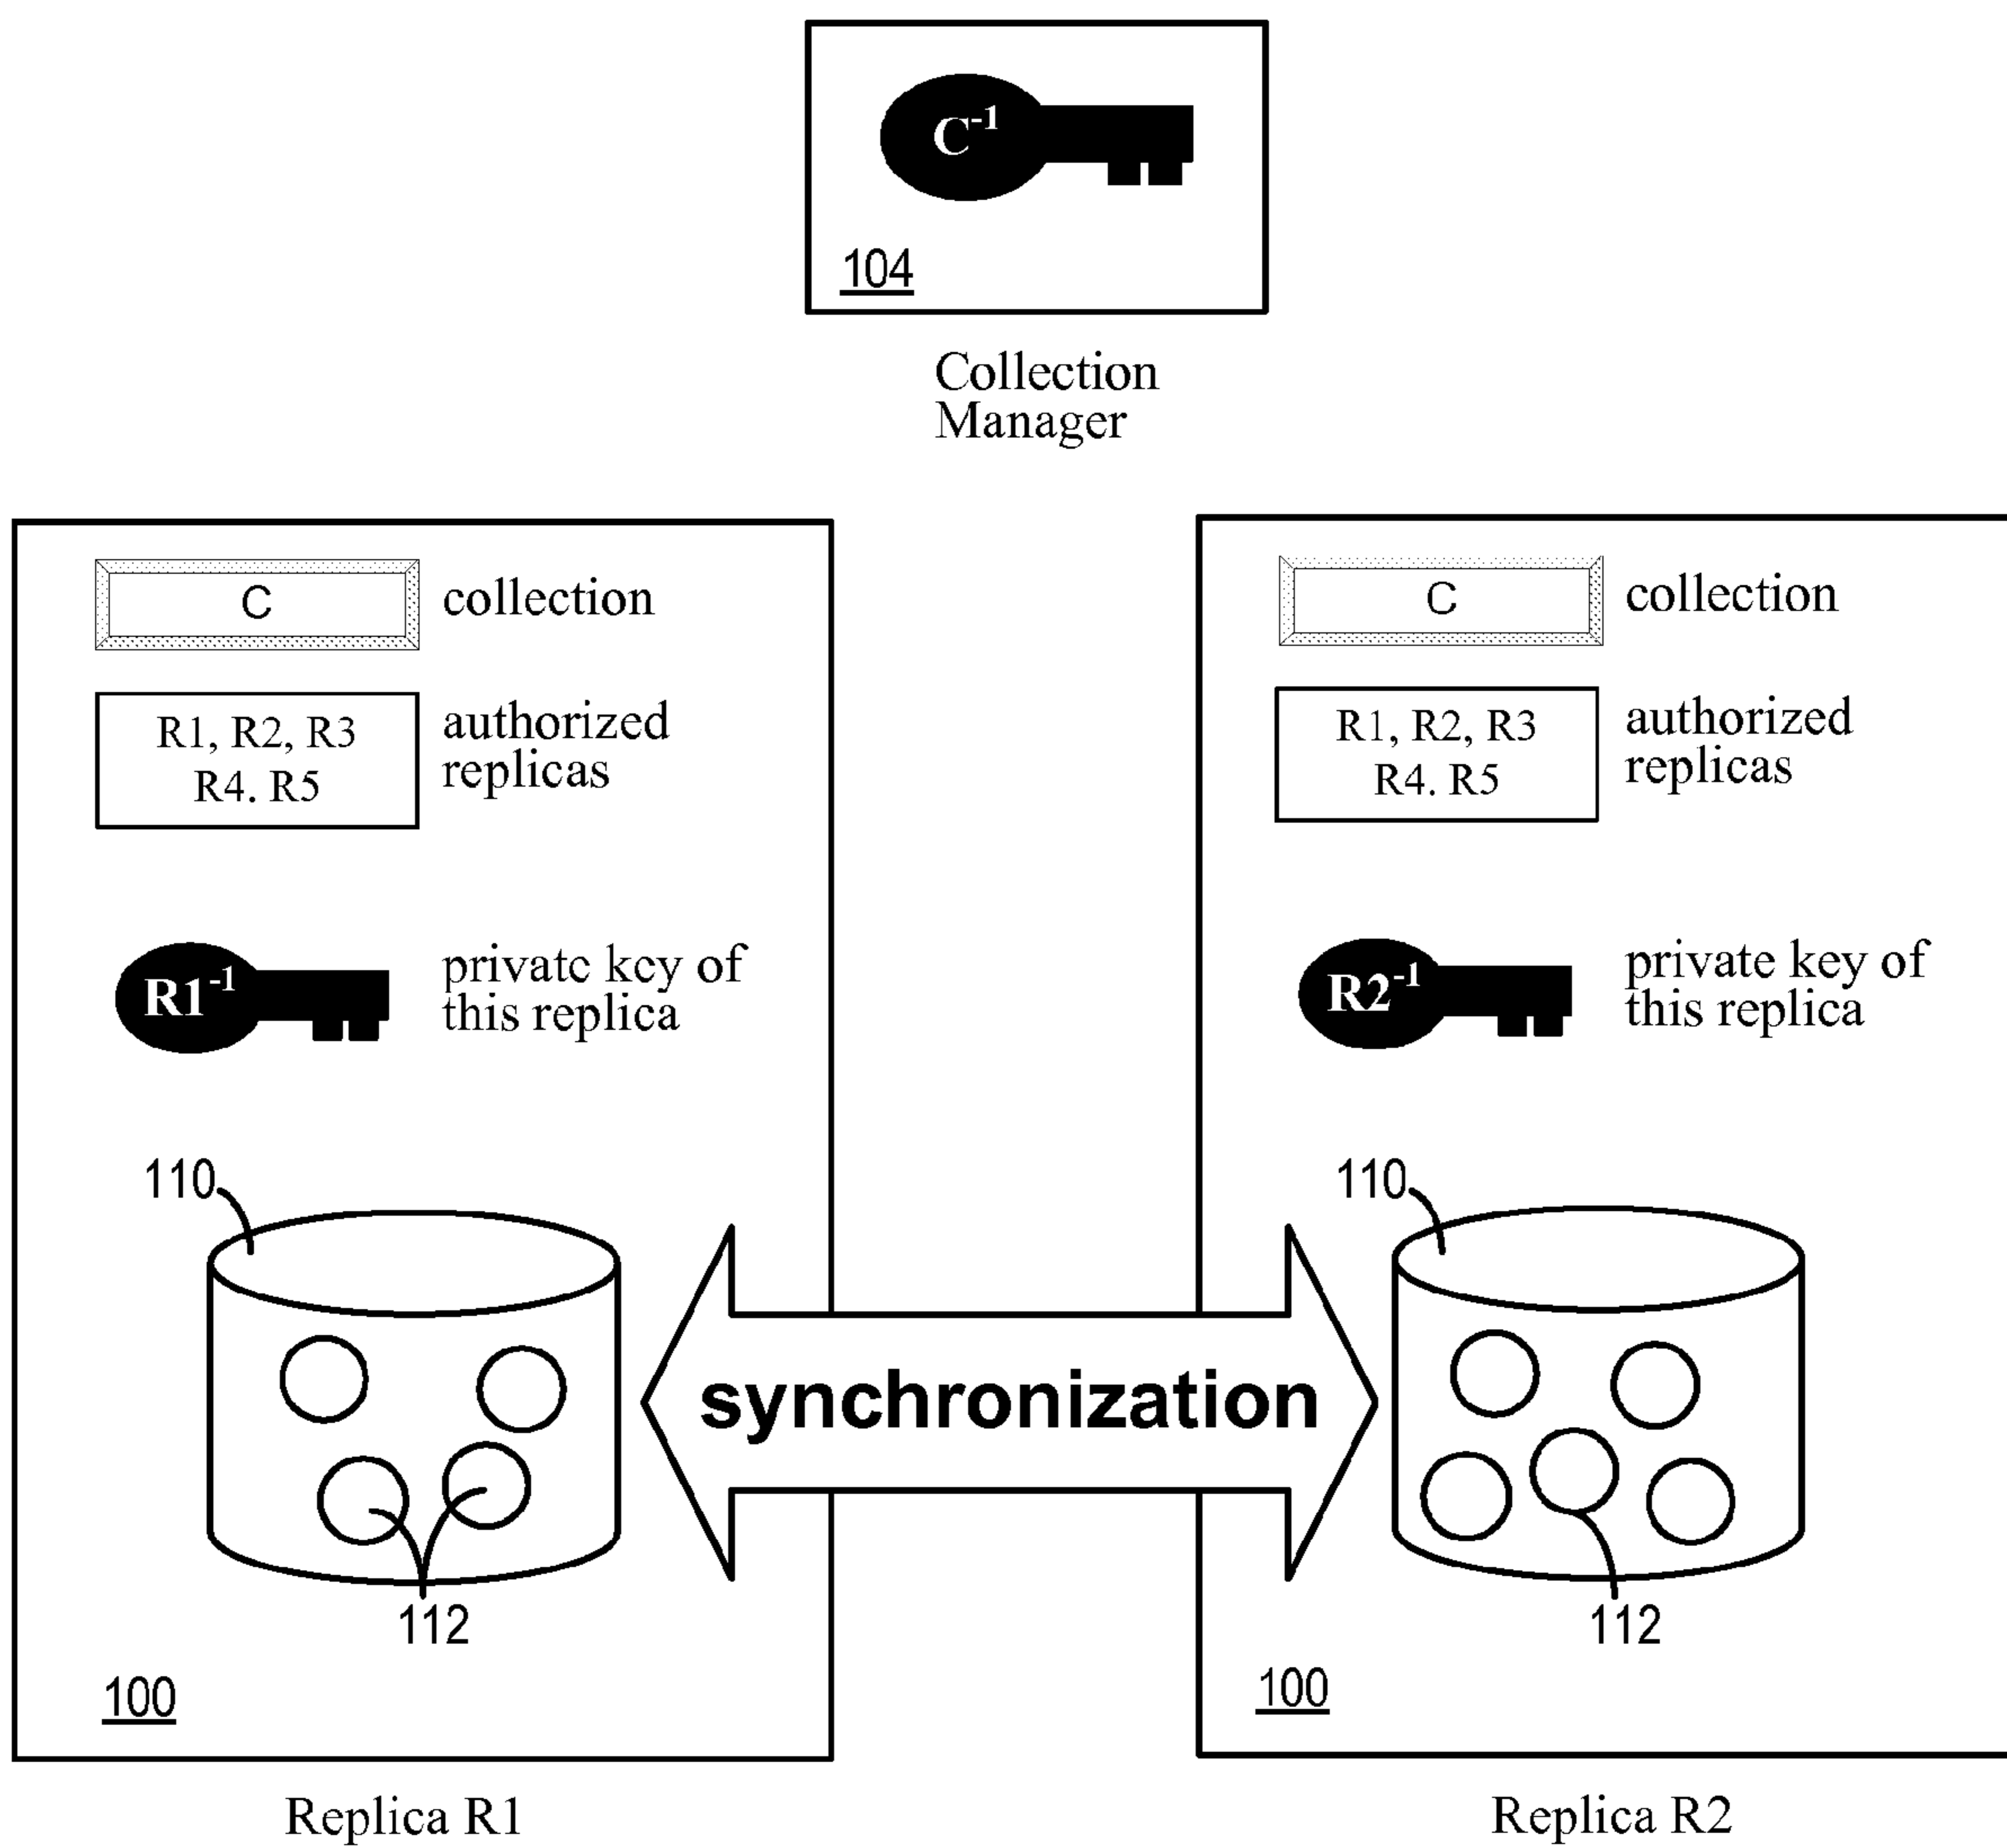 C-1
104
Collection
Manager
C
collection
R1, R2, R3
R4. R5
authorized
replicas
R1-1
private key of
this replica
110
112
100
Replica R1
synchronization
C
collection
R1, R2, R3
R4. R5
authorized
replicas
R2-1
private key of
this replica
110
112
100
Replica R2